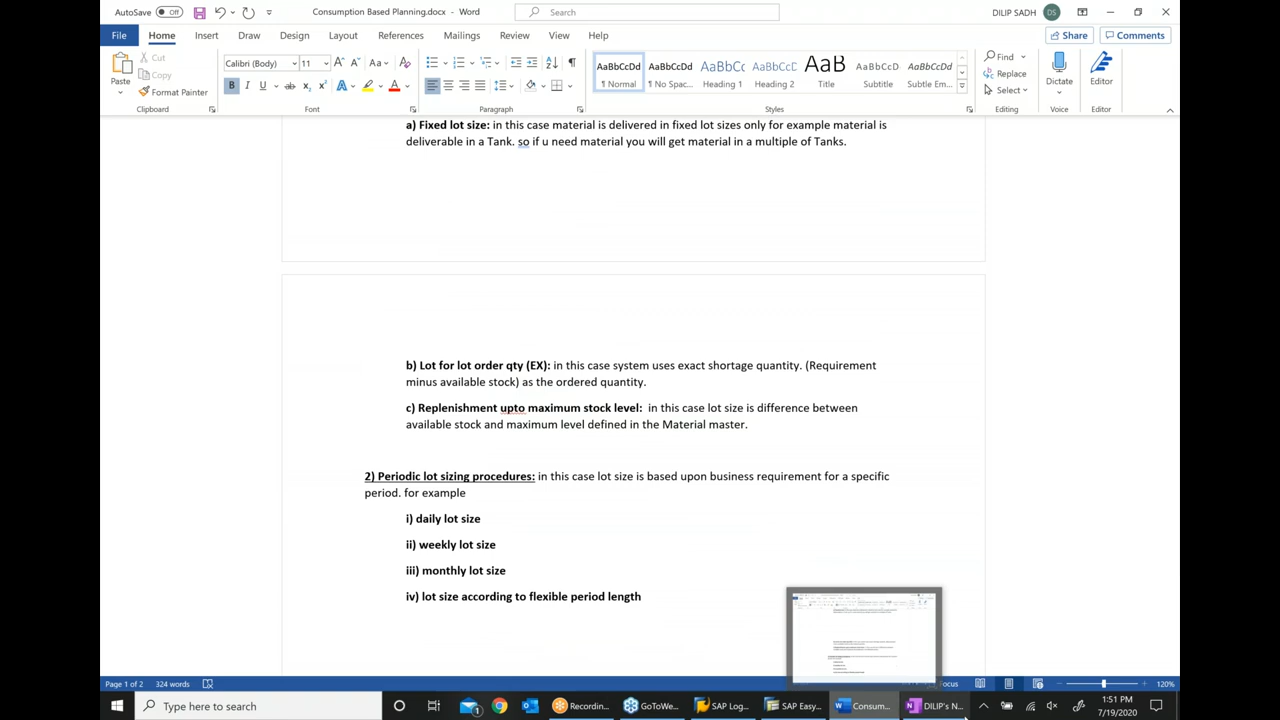 AutoSave Off
Consumption Based Planning.docx - Word
Search
DILIP SADH DS
File Home Insert Draw Design Layout References Mailings Review View Help
Share Comments
Paste
Cut
Copy
Format Painter
Clipboard
Calibri (Body) 11
Font
Paragraph
AaBbCcDd AaBbCcDd AaBbCc AaBbCcD AaB AaBbCcD AaBbCcDd
¶ Normal ¶ No Spac... Heading 1 Heading 2 Title Subtitle Subtle Em...
Styles
Find
Replace
Select
Editing
Dictate
Voice
Editor
Editor
a) Fixed lot size: in this case material is delivered in fixed lot sizes only for example material is
deliverable in a Tank. so if u need material you will get material in a multiple of Tanks.
b) Lot for lot order qty (EX): in this case system uses exact shortage quantity. (Requirement
minus available stock) as the ordered quantity.
c) Replenishment upto maximum stock level: in this case lot size is difference between
available stock and maximum level defined in the Material master.
2) Periodic lot sizing procedures: in this case lot size is based upon business requirement for a specific
period. for example
i) daily lot size
ii) weekly lot size
iii) monthly lot size
iv) lot size according to flexible period length
Page 1 of 2 324 words
Focus
120%
Type here to search
Recordin...
GoToWe...
SAP Log...
SAP Easy...
Consum...
DILIP's N...
1:51 PM
7/19/2020